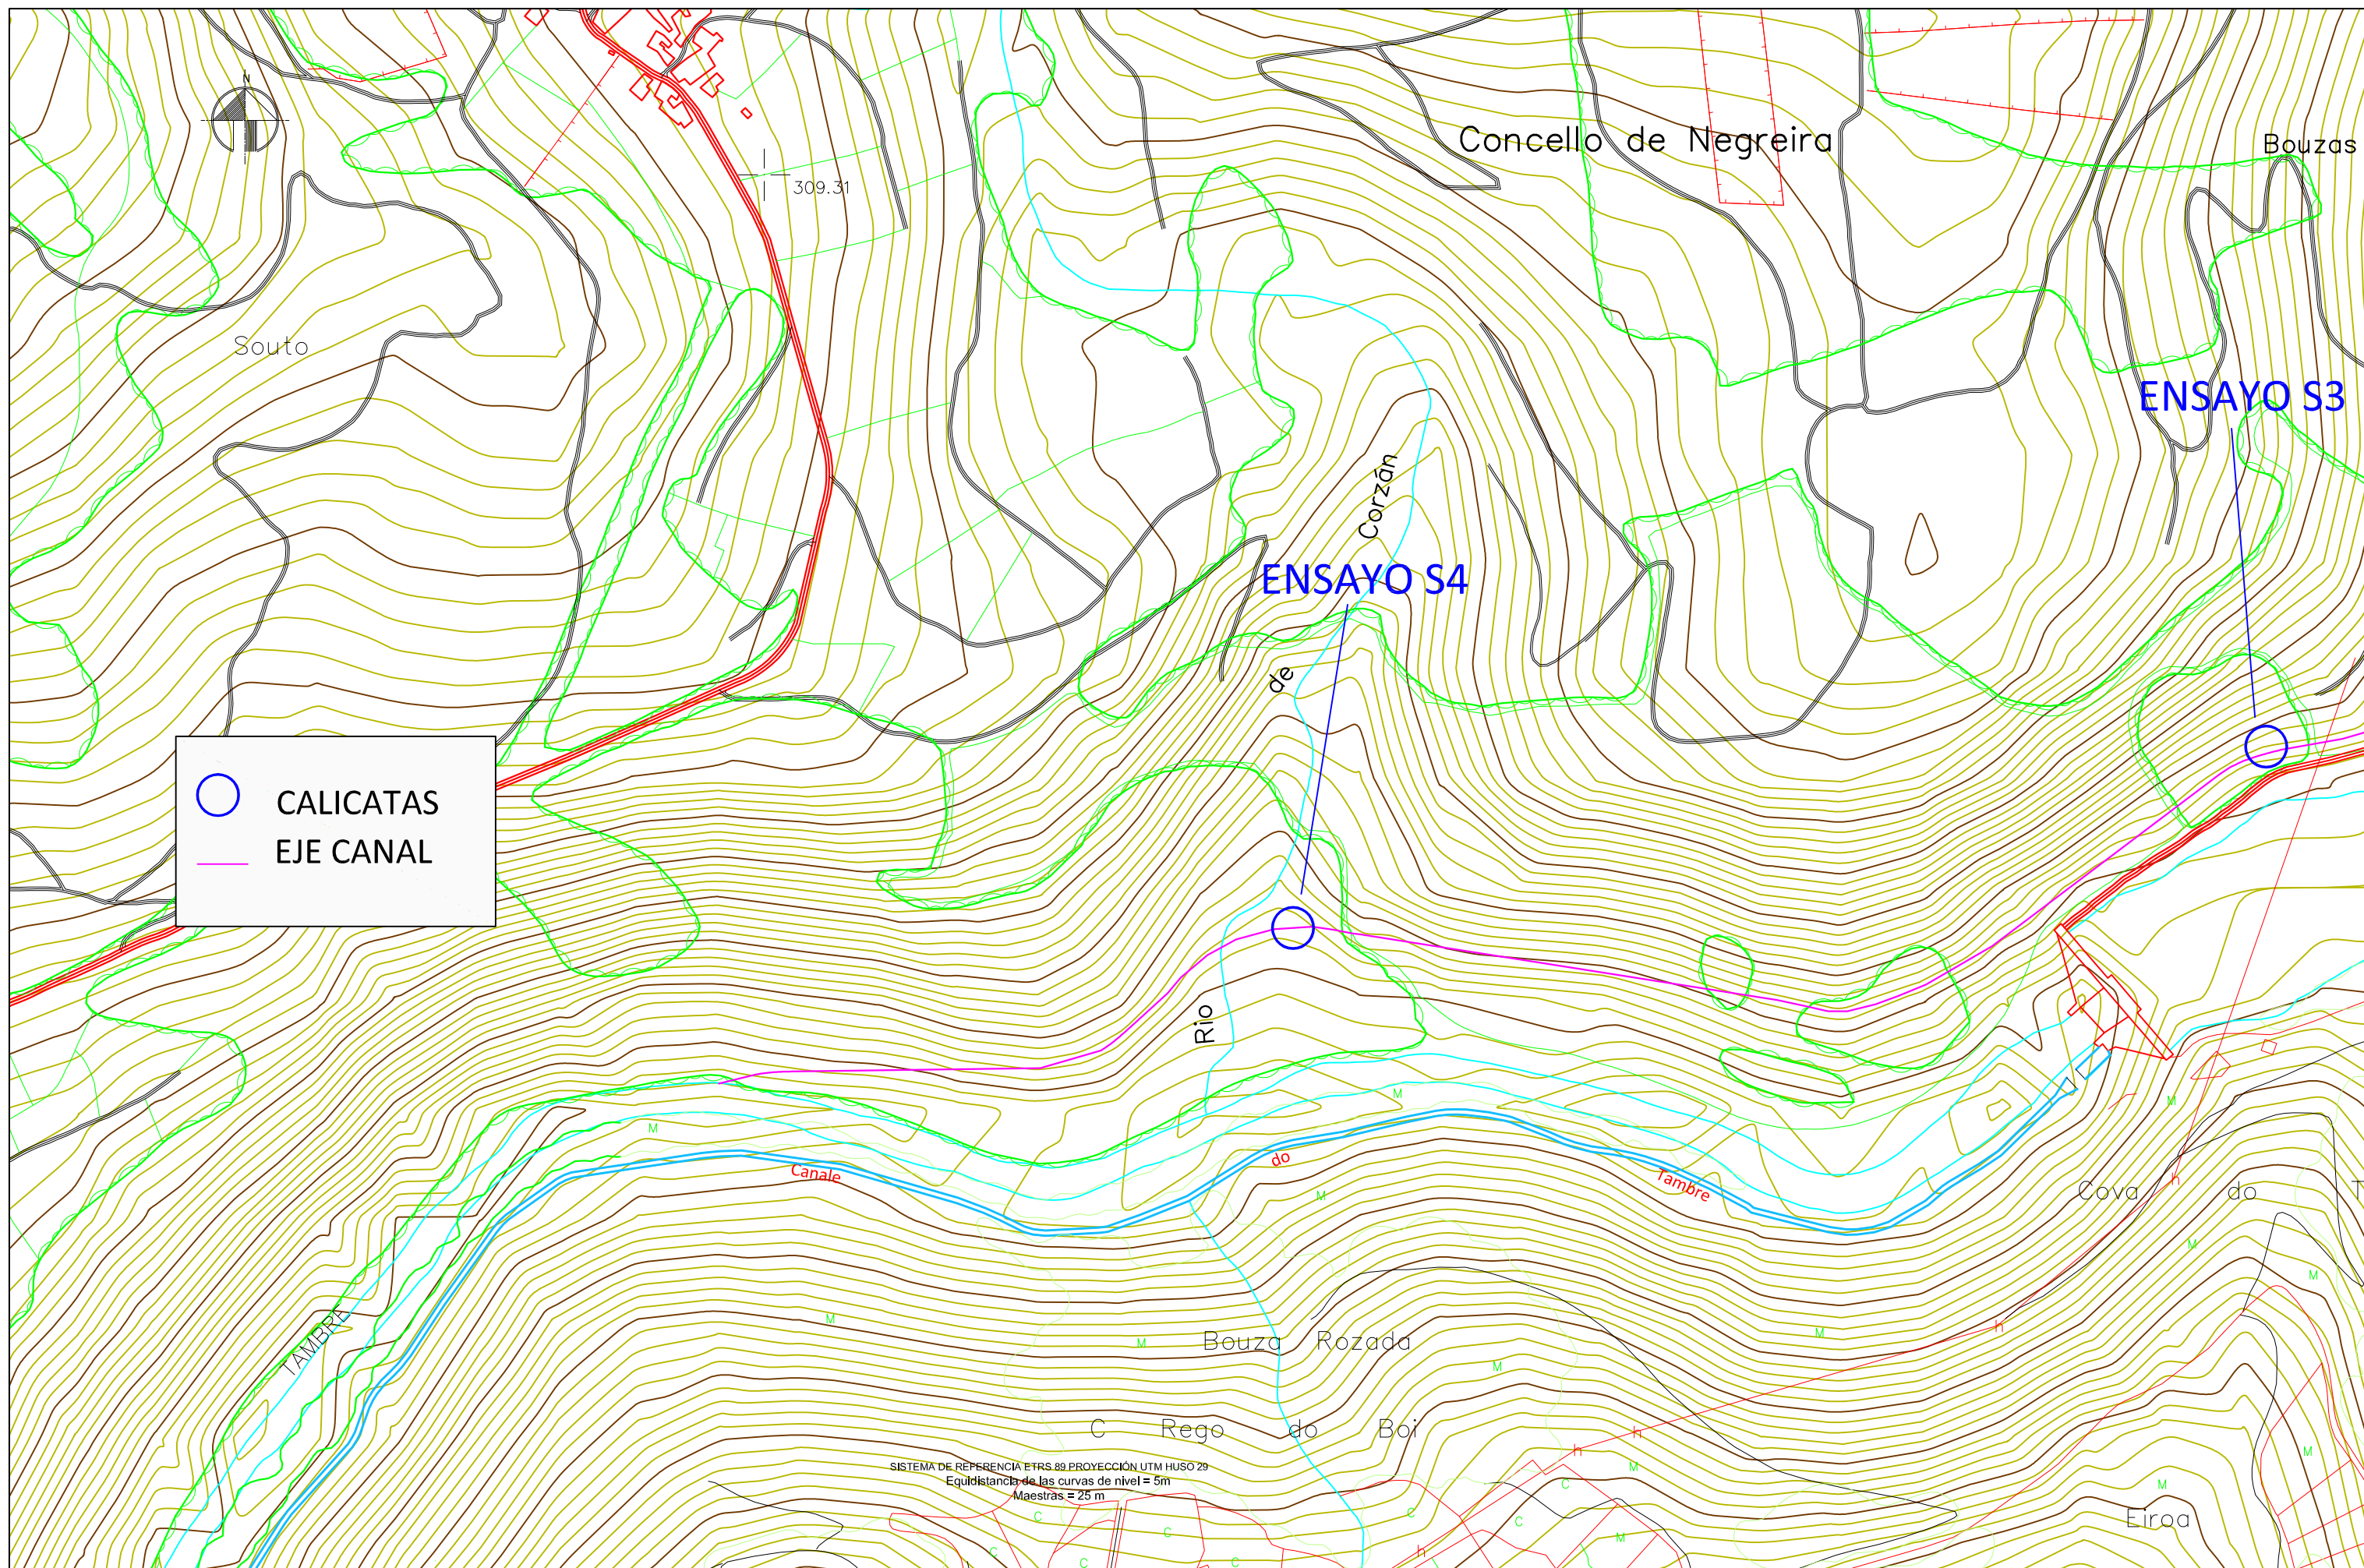 N
309.31
Concello de Negreira
Bouzas
Souto
ENSAYO S3
ENSAYO S4
Rio de Corzán
CALICATAS
EJE CANAL
M
M
M
M
Canale do Tambre
Cova do T
h
M
M
TAMBRE
M
M
M
h
Bouza Rozada
M
C Rego do Boi
h
h
M
SISTEMA DE REFERENCIA ETRS 89 PROYECCIÓN UTM HUSO 29
Equidistancia de las curvas de nivel = 5m
Maestras = 25 m
M
C
M
C
C
C
C
M
Eiroa
C
C
C
h